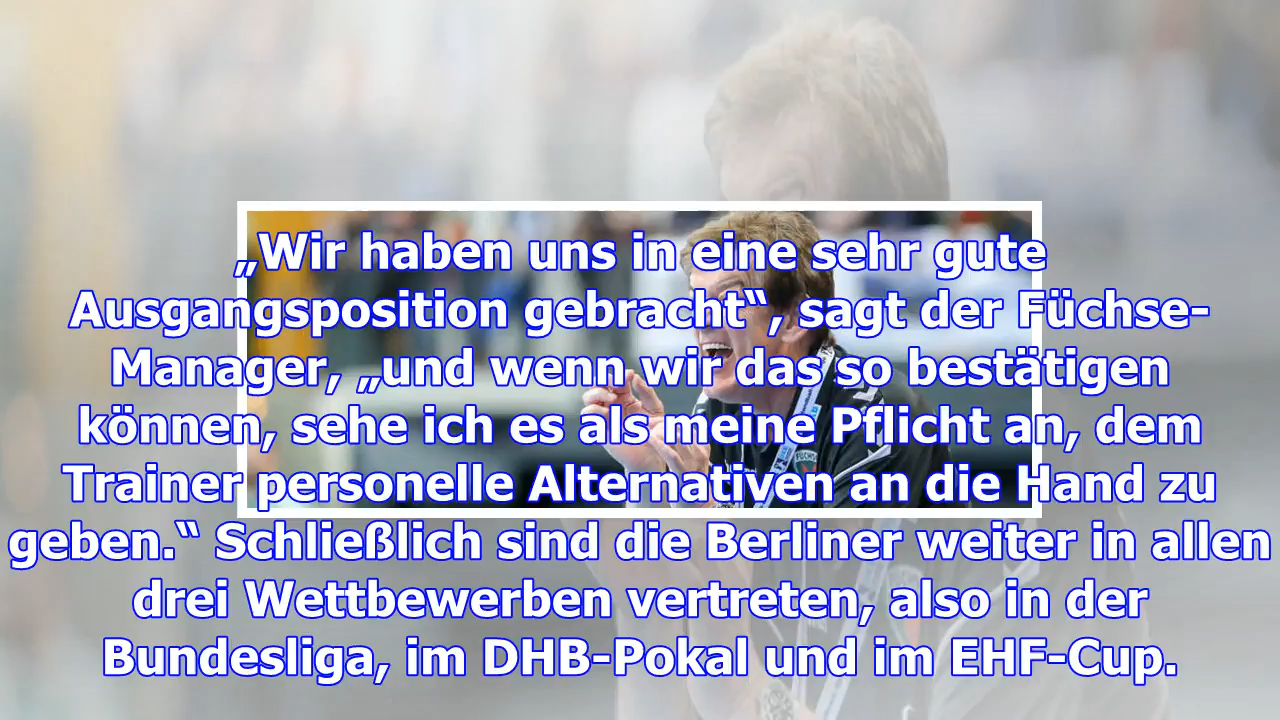 „Wir haben uns in eine sehr gute
Ausgangsposition gebracht“, sagt der Füchse-
Manager, „und wenn wir das so bestätigen
können, sehe ich es als meine Pflicht an, dem
Trainer personelle Alternativen an die Hand zu
geben.“ Schließlich sind die Berliner weiter in allen
drei Wettbewerben vertreten, also in der
Bundesliga, im DHB-Pokal und im EHF-Cup.